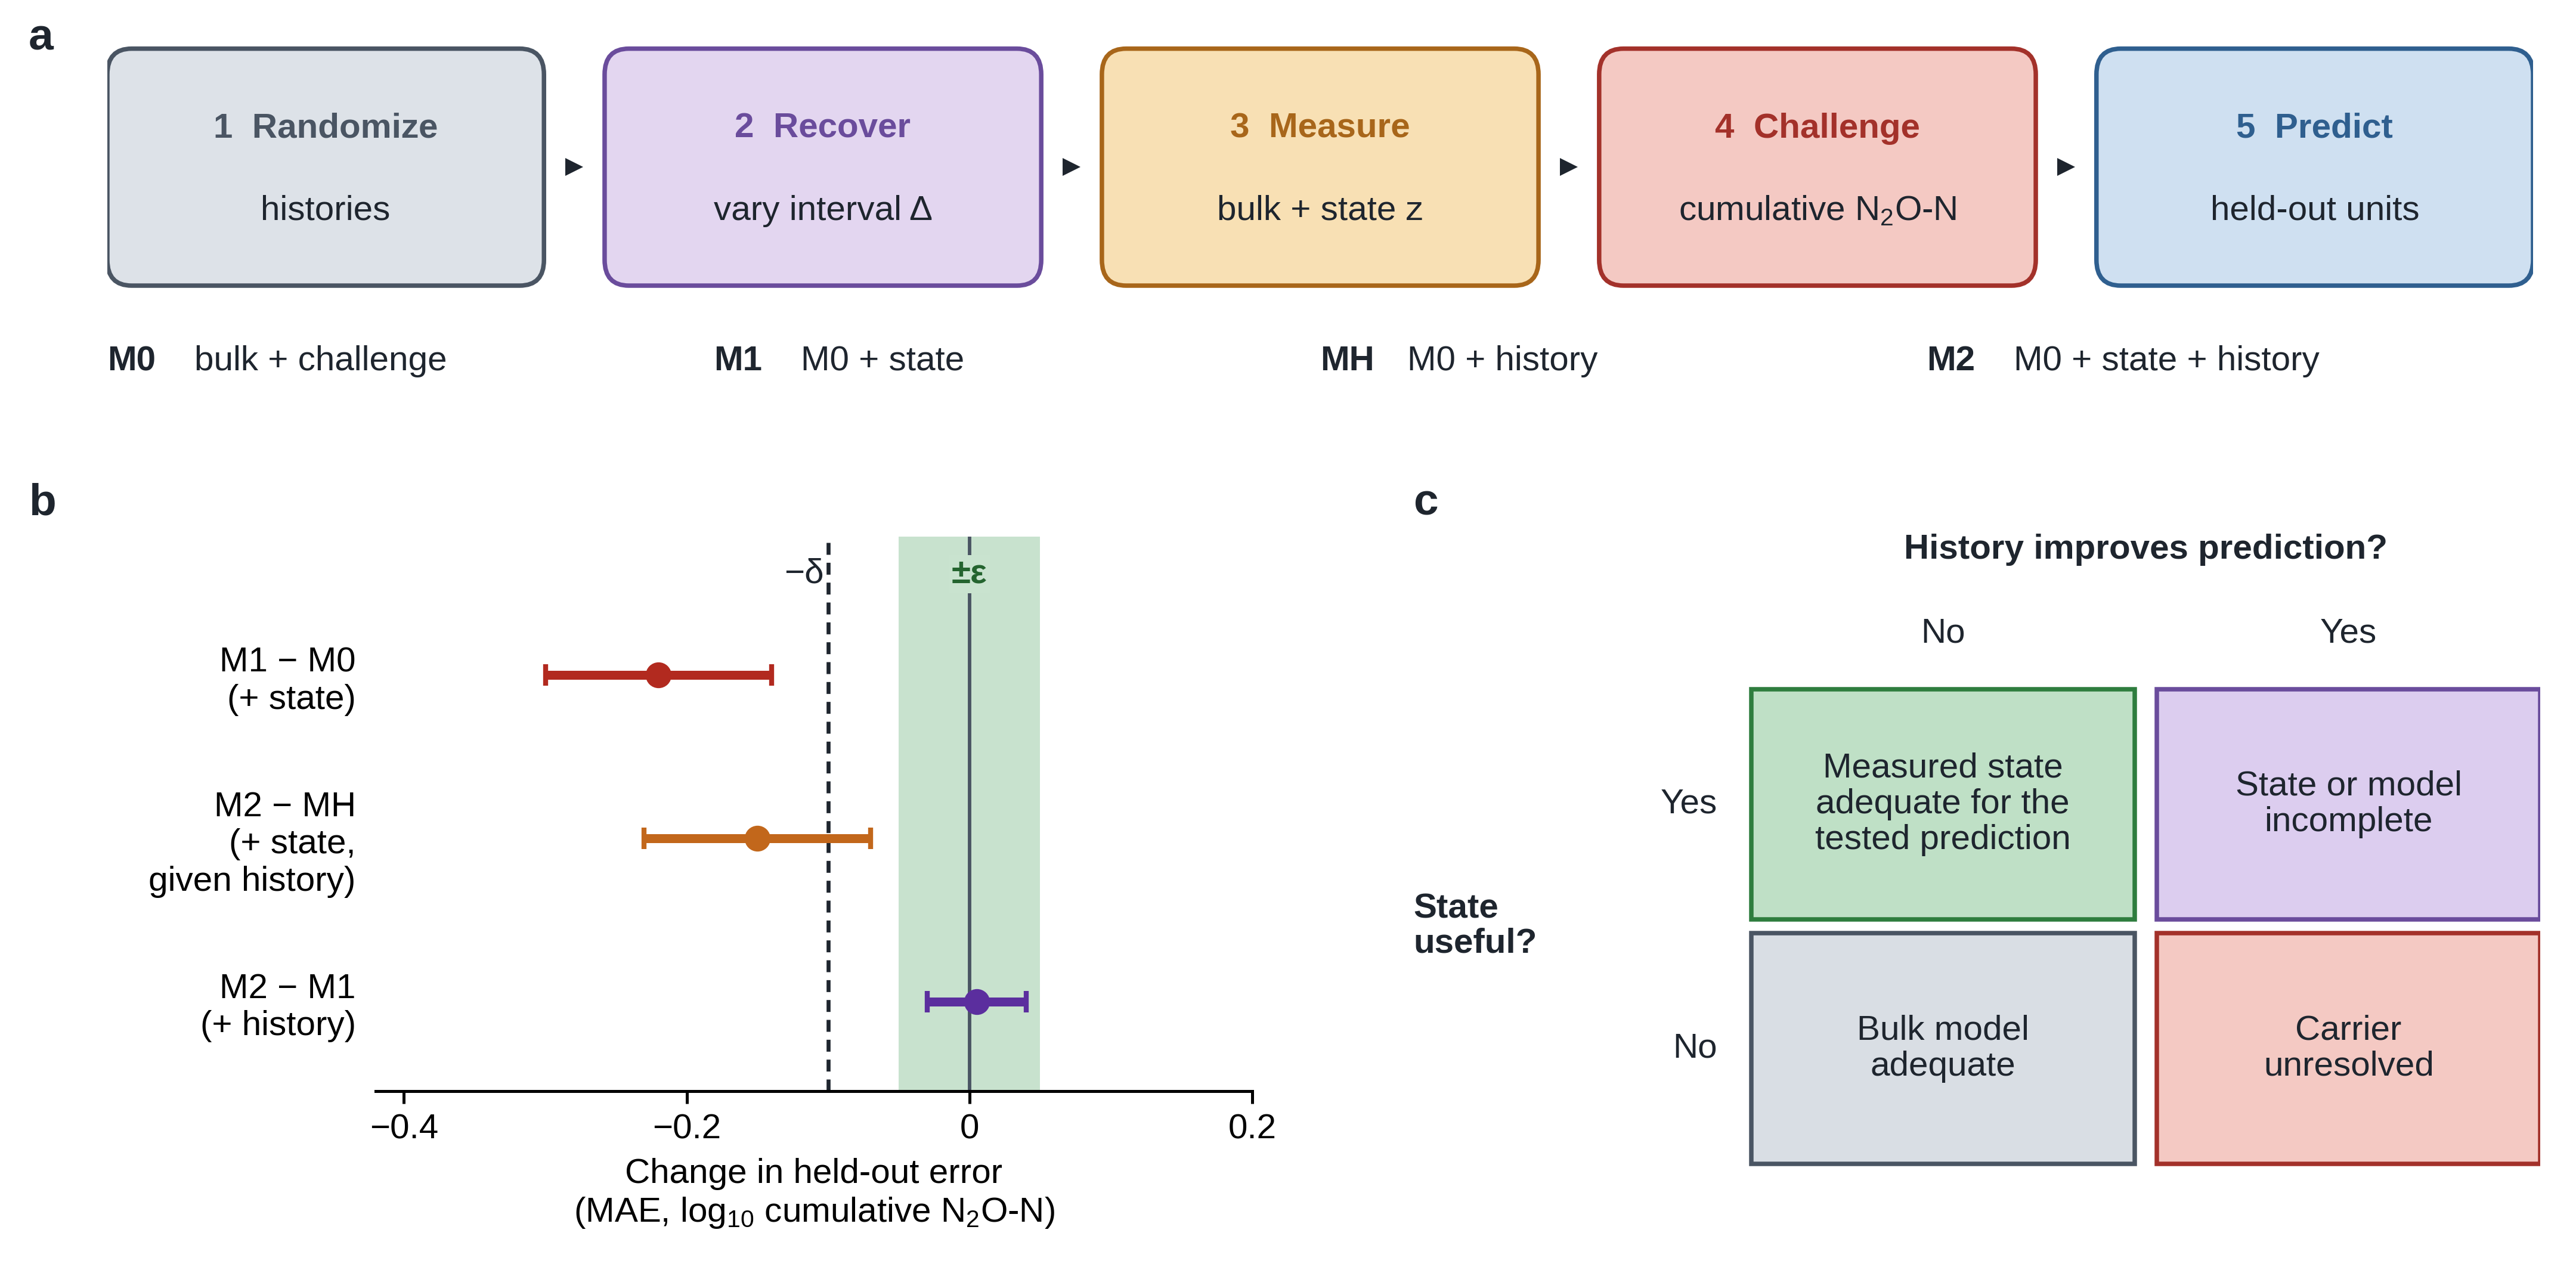 a
1 Randomize
histories
2 Recover
vary interval Δ
3 Measure
bulk + state z
4 Challenge
cumulative N₂O-N
5 Predict
held-out units
M0 bulk + challenge
M1 M0 + state
MH M0 + history
M2 M0 + state + history
b
−δ
±ε
M1 − M0
(+ state)
M2 − MH
(+ state,
given history)
M2 − M1
(+ history)
−0.4 −0.2 0 0.2
Change in held-out error
(MAE, log₁₀ cumulative N₂O-N)
c
History improves prediction?
No Yes
State
useful?
Yes
Measured state
adequate for the
tested prediction
State or model
incomplete
No
Bulk model
adequate
Carrier
unresolved